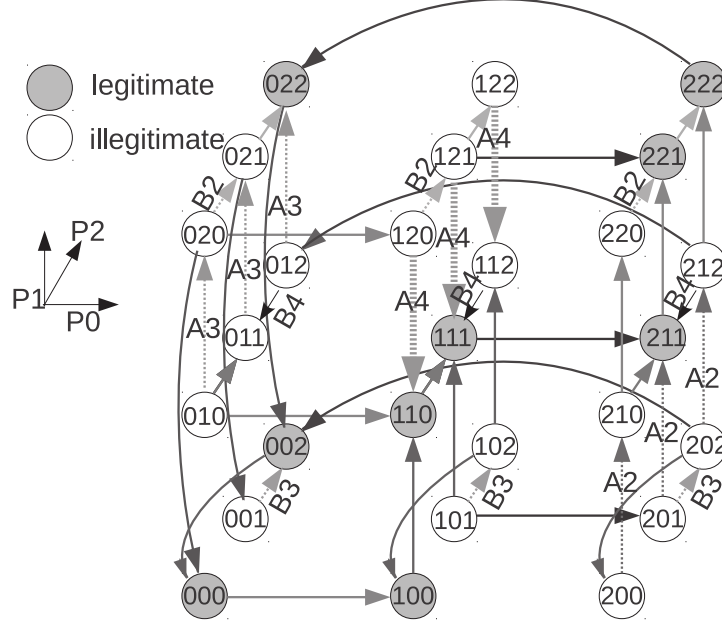 022 122 222
legitimate
illegitimate
A4
021 121 221
B2 B2 B2
A3
P2
020 120 220
A4
012 112 212
A3
P1
P0
B4 B4 B4
A4
A3
011 111 211
A2
010 110 210
A2
002 102 202
A2
B3 B3 B3
001 101 201
000 100 200